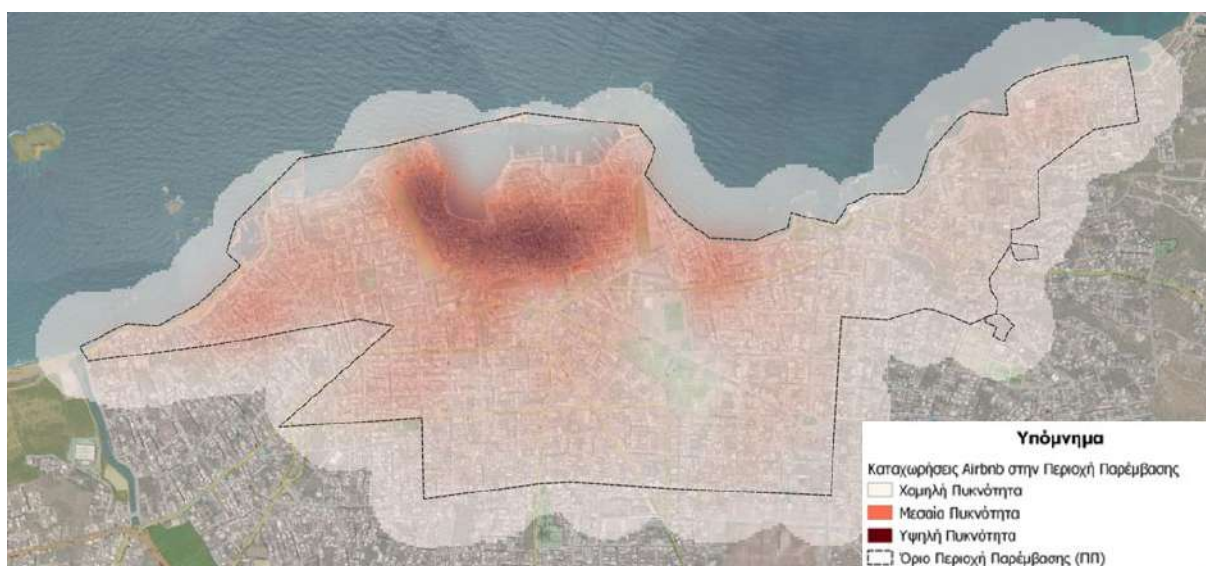 Υπόμνημα
Καταχωρήσεις Airbnb στην Περιοχή Παρέμβασης
Χαμηλή Πυκνότητα
Μεσαία Πυκνότητα
Υψηλή Πυκνότητα
Όριο Περιοχή Παρέμβασης (ΠΠ)